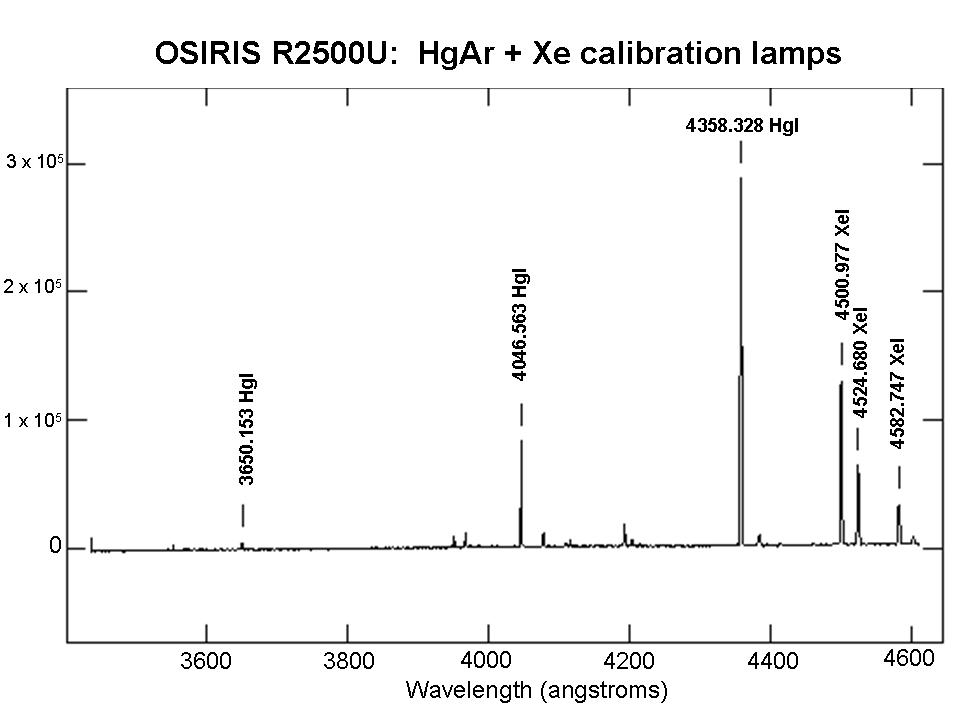 OSIRIS R2500U:  HgAr + Xe calibration lamps
4358.328 HgI
3 x 10⁵
4500.977 XeI
2 x 10⁵
4046.563 HgI
4524.680 XeI
4582.747 XeI
3650.153 HgI
1 x 10⁵
0
3600 3800 4000 4200 4400 4600
Wavelength (angstroms)